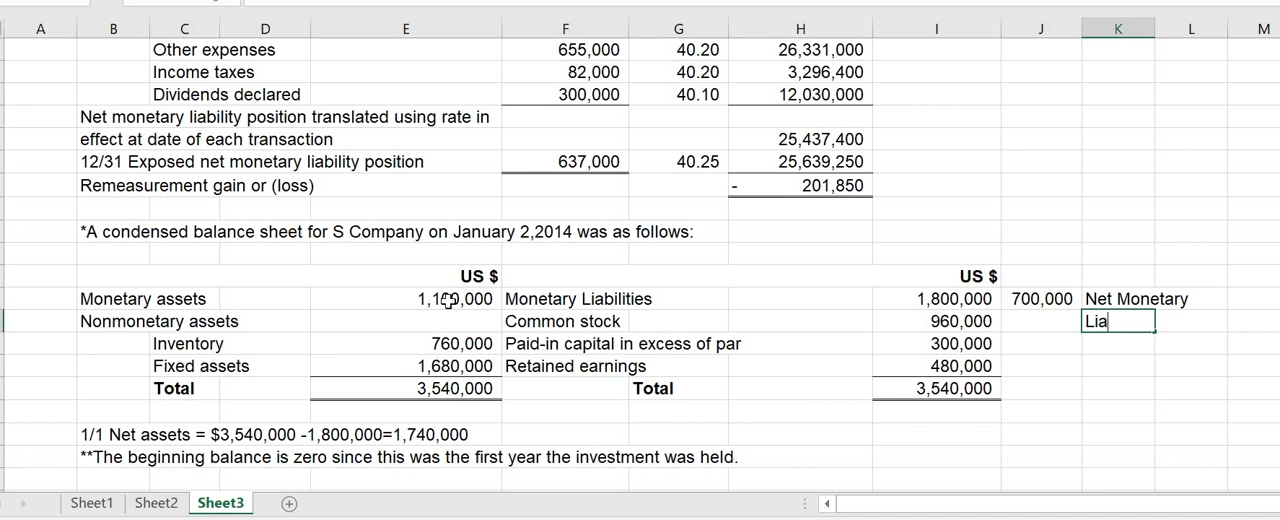 A B C D E F G H I J K L M
Other expenses 655,000 40.20 26,331,000
Income taxes 82,000 40.20 3,296,400
Dividends declared 300,000 40.10 12,030,000
Net monetary liability position translated using rate in
effect at date of each transaction 25,437,400
12/31 Exposed net monetary liability position 637,000 40.25 25,639,250
Remeasurement gain or (loss) - 201,850
*A condensed balance sheet for S Company on January 2,2014 was as follows:
US $ US $
Monetary assets Monetary Liabilities 1,800,000 700,000 Net Monetary
Nonmonetary assets Common stock 960,000 Lia
Inventory 760,000 Paid-in capital in excess of par 300,000
Fixed assets 1,680,000 Retained earnings 480,000
Total 3,540,000 Total 3,540,000
1/1 Net assets = $3,540,000 -1,800,000=1,740,000
**The beginning balance is zero since this was the first year the investment was held.
Sheet1 Sheet2 Sheet3